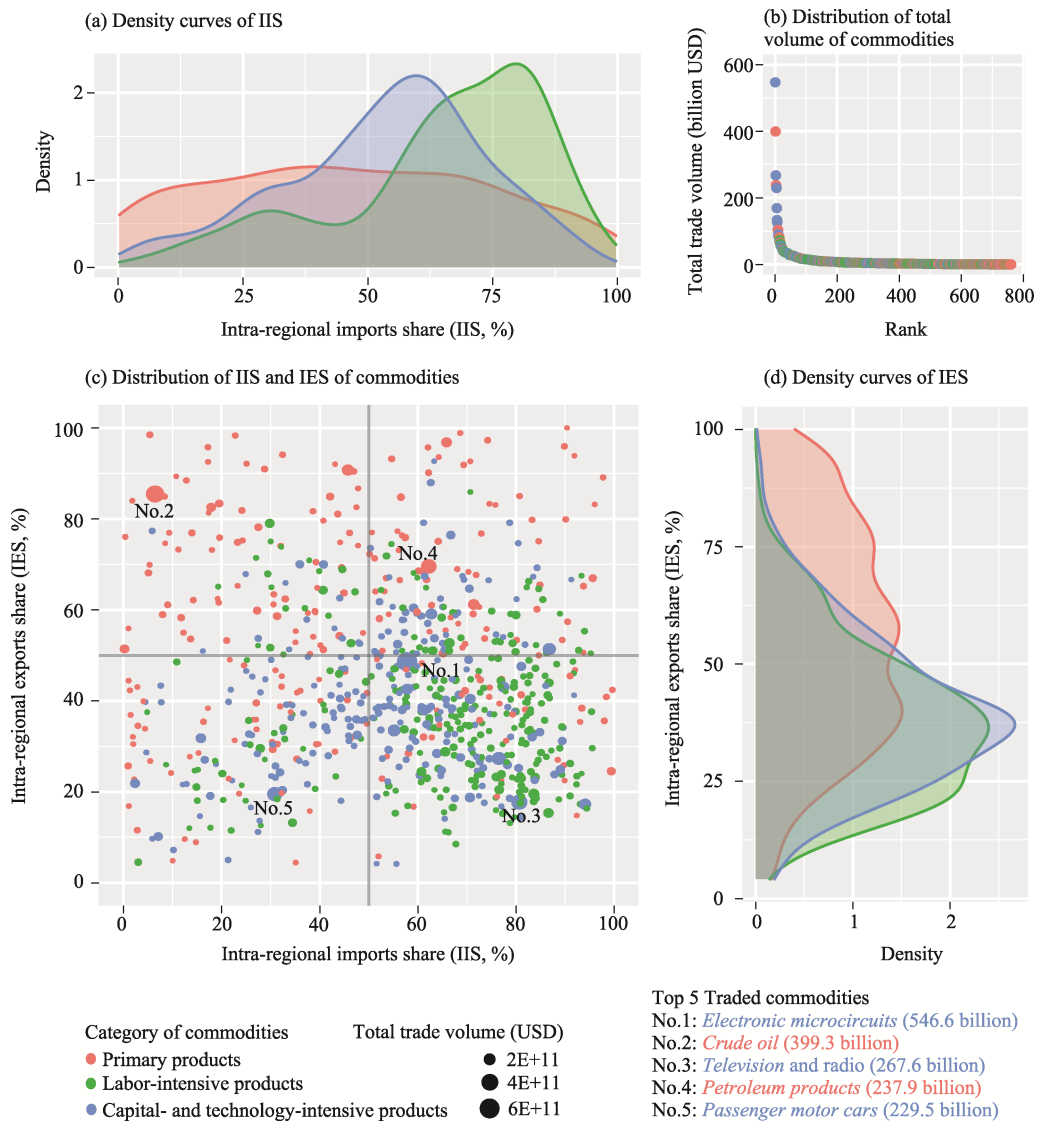 (a) Density curves of IIS
Density
2
1
0
0 25 50 75 100
Intra-regional imports share (IIS, %)
(b) Distribution of total
volume of commodities
Total trade volume (billion USD)
600
400
200
0
0 200 400 600 800
Rank
(c) Distribution of IIS and IES of commodities
Intra-regional exports share (IES, %)
100
80
60
40
20
0
No.2
No.4
No.1
No.5
No.3
0 20 40 60 80 100
Intra-regional imports share (IIS, %)
(d) Density curves of IES
Intra-regional exports share (IES, %)
100
75
50
25
0
0 1 2
Density
Category of commodities
Primary products
Labor-intensive products
Capital- and technology-intensive products
Total trade volume (USD)
2E+11
4E+11
6E+11
Top 5 Traded commodities
No.1: Electronic microcircuits (546.6 billion)
No.2: Crude oil (399.3 billion)
No.3: Television and radio (267.6 billion)
No.4: Petroleum products (237.9 billion)
No.5: Passenger motor cars (229.5 billion)